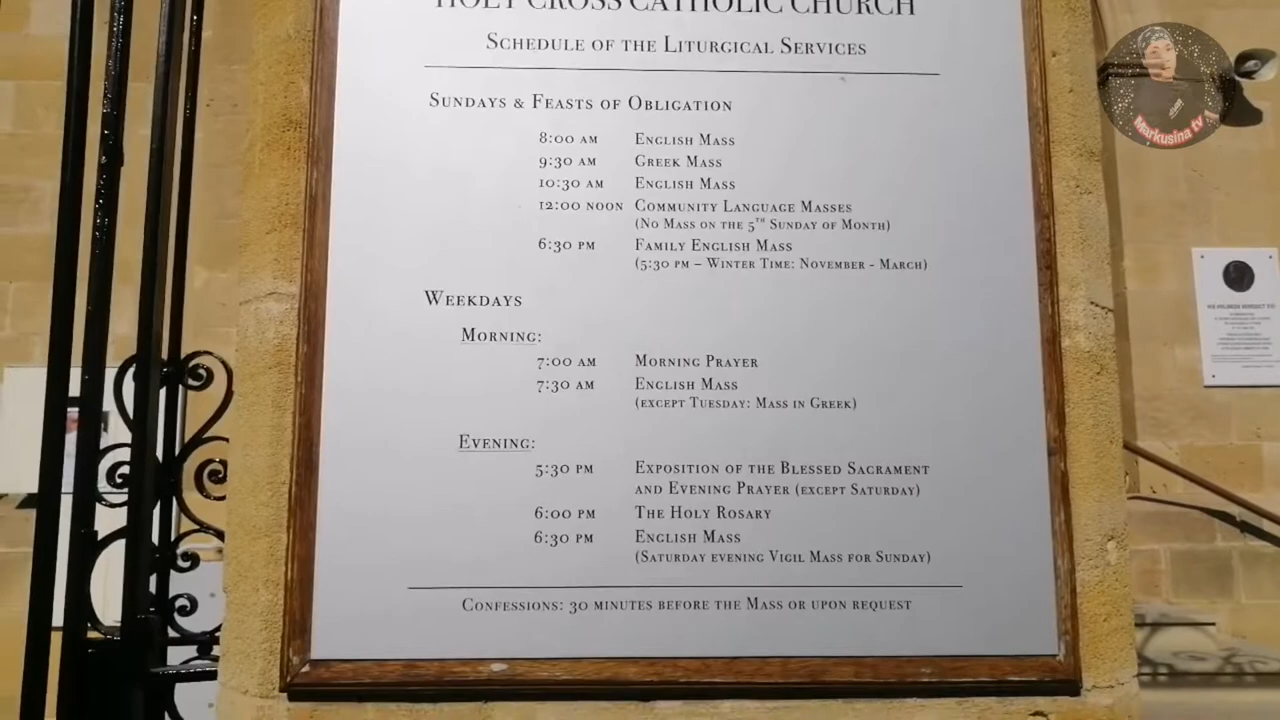 HOLY CROSS CATHOLIC CHURCH
SCHEDULE OF THE LITURGICAL SERVICES
SUNDAYS & FEASTS OF OBLIGATION
8:00 AM ENGLISH MASS
9:30 AM GREEK MASS
10:30 AM ENGLISH MASS
12:00 NOON COMMUNITY LANGUAGE MASSES
(NO MASS ON THE 5TH SUNDAY OF MONTH)
6:30 PM FAMILY ENGLISH MASS
(5:30 PM – WINTER TIME: NOVEMBER - MARCH)
WEEKDAYS
MORNING:
7:00 AM MORNING PRAYER
7:30 AM ENGLISH MASS
(EXCEPT TUESDAY: MASS IN GREEK)
EVENING:
5:30 PM EXPOSITION OF THE BLESSED SACRAMENT
AND EVENING PRAYER (EXCEPT SATURDAY)
6:00 PM THE HOLY ROSARY
6:30 PM ENGLISH MASS
(SATURDAY EVENING VIGIL MASS FOR SUNDAY)
CONFESSIONS: 30 MINUTES BEFORE THE MASS OR UPON REQUEST
Markusina tv